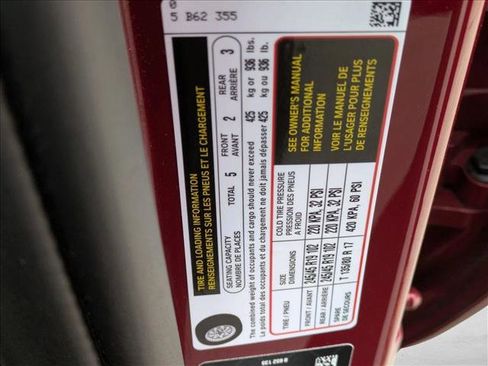 0
5 B62 355
TIRE AND LOADING INFORMATION
RENSEIGNEMENTS SUR LES PNEUS ET LE CHARGEMENT
SEATING CAPACITY
NOMBRE DE PLACES
TOTAL 5
FRONT
AVANT 2
REAR
ARRIÈRE 3
The combined weight of occupants and cargo should never exceed 425 kg or 936 lbs.
Le poids total des occupants et du chargement ne doit jamais dépasser 425 kg ou 936 lb.
TIRE / PNEU
SIZE
DIMENSIONS
COLD TIRE PRESSURE
PRESSION DES PNEUS
A FROID
FRONT / AVANT 245/45 R19 102 220 KPA, 32 PSI
REAR / ARRIÈRE 245/45 R19 102 220 KPA, 32 PSI
SPARE
DE SECOURS
T 135/80 R 17 420 KPA, 60 PSI
SEE OWNER'S MANUAL
FOR ADDITIONAL
INFORMATION
VOIR LE MANUEL DE
L'USAGER POUR PLUS
DE RENSEIGNEMENTS